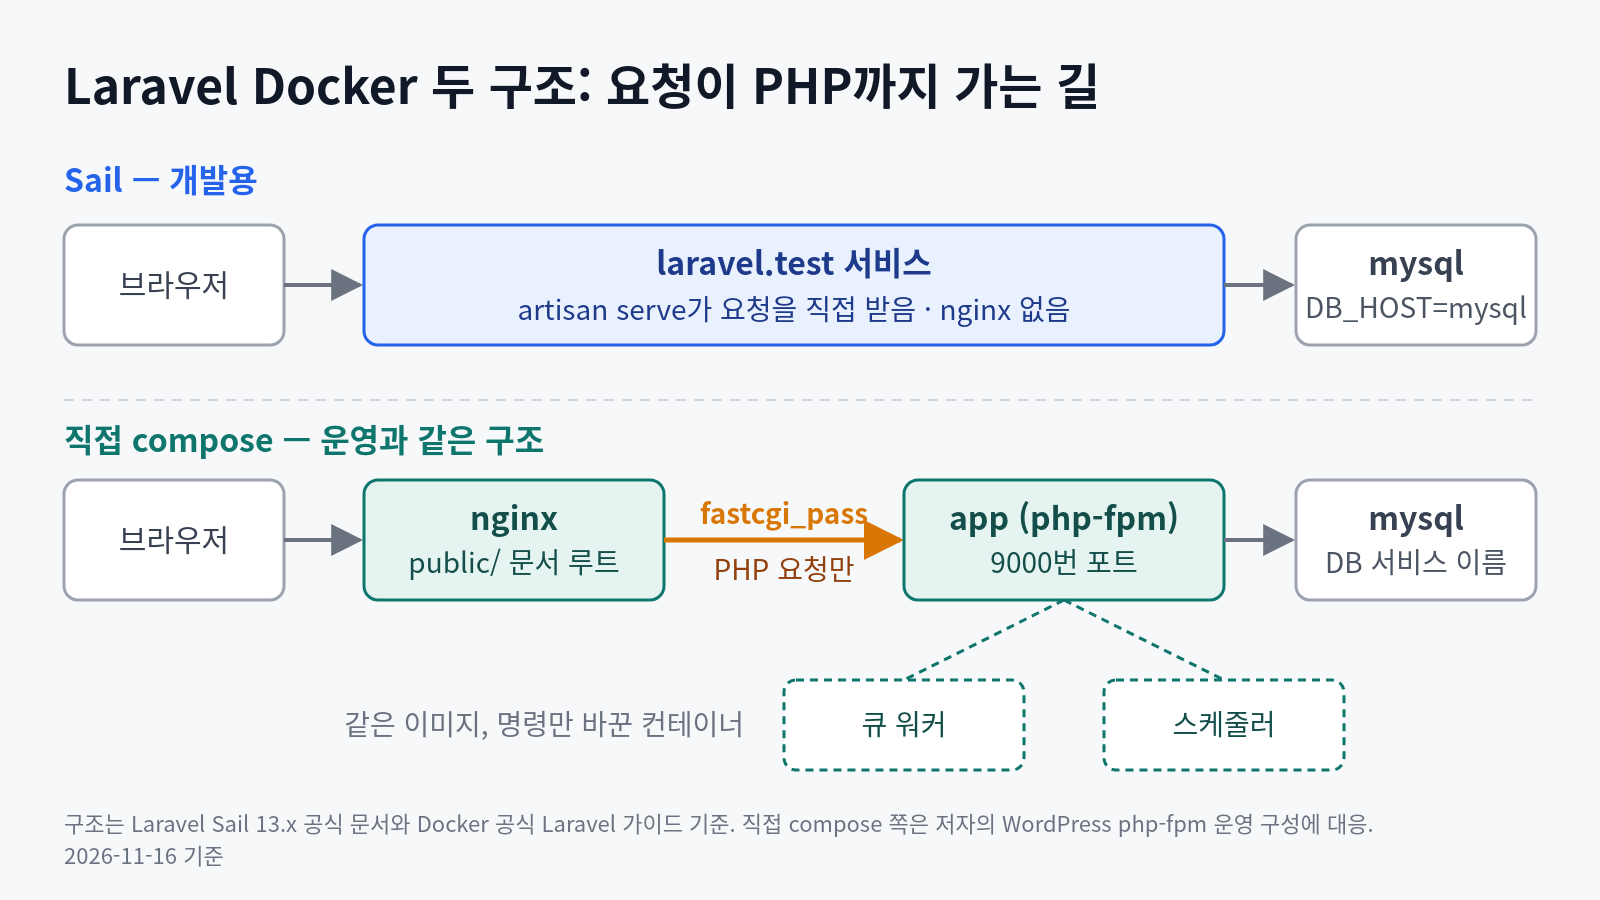 Laravel Docker 두 구조: 요청이 PHP까지 가는 길
Sail — 개발용
브라우저
laravel.test 서비스
artisan serve가 요청을 직접 받음 · nginx 없음
mysql
DB_HOST=mysql
직접 compose — 운영과 같은 구조
브라우저
nginx
public/ 문서 루트
fastcgi_pass
PHP 요청만
app (php-fpm)
9000번 포트
mysql
DB 서비스 이름
같은 이미지, 명령만 바꾼 컨테이너
큐 워커
스케줄러
구조는 Laravel Sail 13.x 공식 문서와 Docker 공식 Laravel 가이드 기준. 직접 compose 쪽은 저자의 WordPress php-fpm 운영 구성에 대응.
2026-11-16 기준